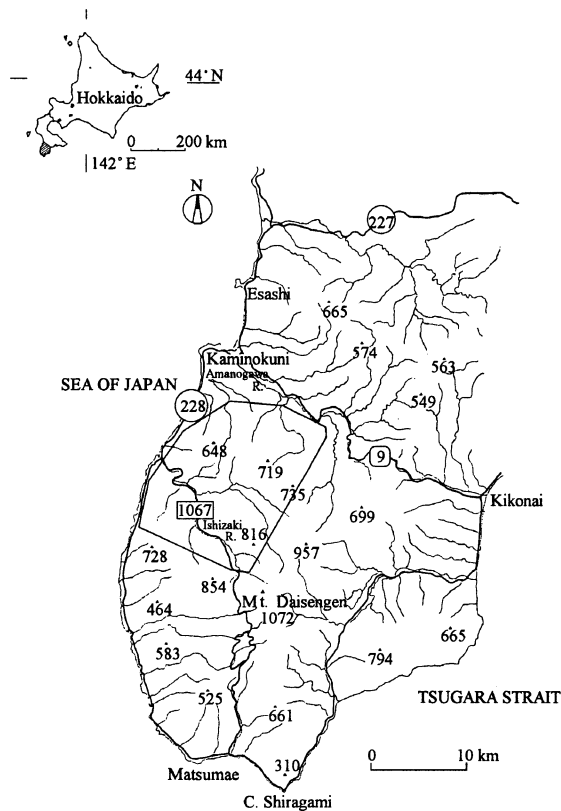 44°N
Hokkaido
0 200 km
142°E
N
227
Esashi
665
574
563
549
Kaminokuni
Amanogawa
R.
SEA OF JAPAN
228
648
719
9
735
Kikonai
1067
Ishizaki
R.
816
699
957
728
854
464
Mt. Daisengen
1072
583
794
665
525
661
TSUGARA STRAIT
310
0 10 km
Matsumae
C. Shiragami